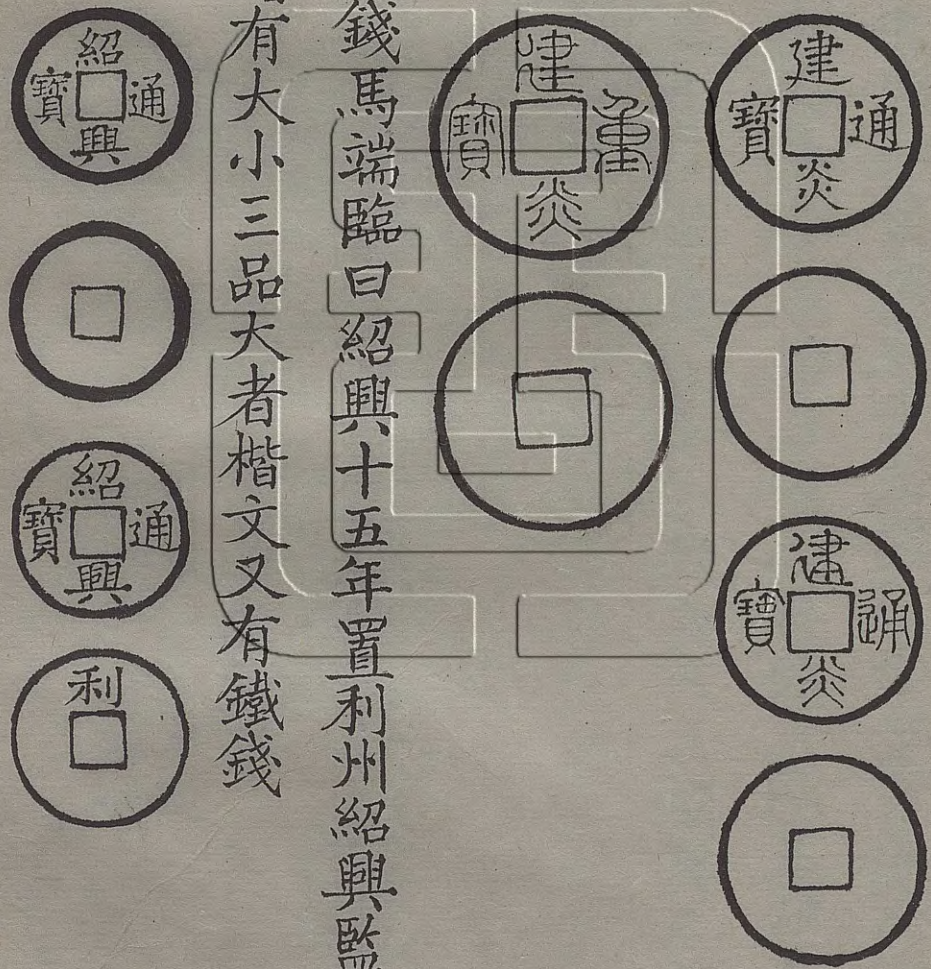 建炎通寶
建炎通寶
建炎重寶
錢馬端臨曰紹興十五年置利州紹興監
有大小三品大者楷文又有鐵錢
紹興通寶
紹興通寶
利